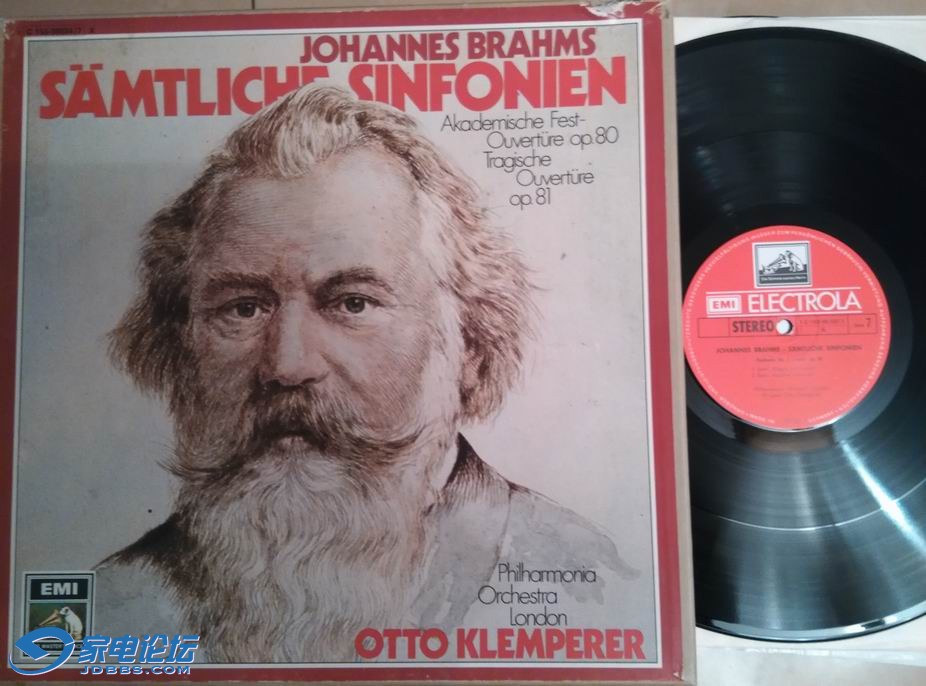 JOHANNES BRAHMS
SÄMTLICHE SINFONIEN
Akademische Fest-
Ouvertüre op.80
Tragische
Ouvertüre
op.81
Philharmonia
Orchestra
London
OTTO KLEMPERER
EMI
家电论坛
JDBBS.COM
EMI ELECTROLA
STEREO
JOHANNES BRAHMS - SÄMTLICHE SINFONIEN